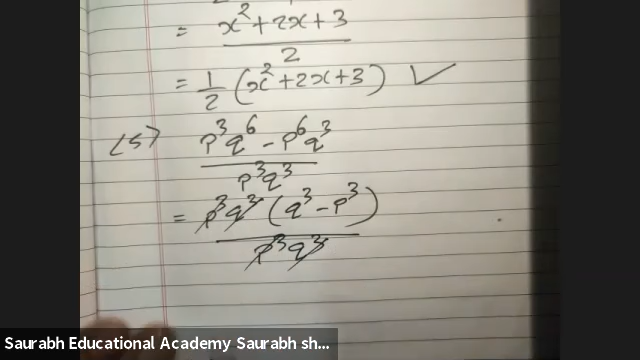 = x² + 2x + 3 / 2
= 1/2 (x² + 2x + 3) ✓
(5) p³q⁶ - p⁶q³ / p³q³
= p³q³ (q³ - p³) / p³q³
Saurabh Educational Academy Saurabh sh...